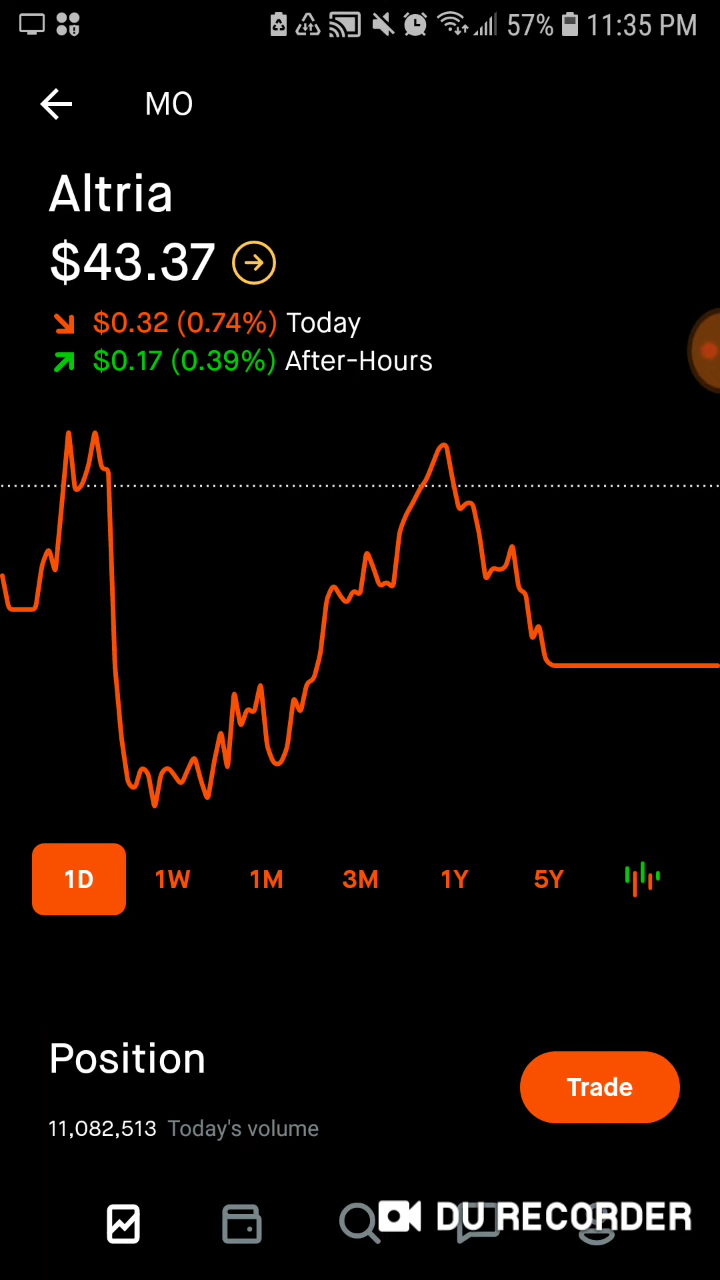 57% 11:35 PM
MO
Altria
$43.37
$0.32 (0.74%) Today
$0.17 (0.39%) After-Hours
1D 1W 1M 3M 1Y 5Y
Position
Trade
11,082,513 Today's volume
DU RECORDER